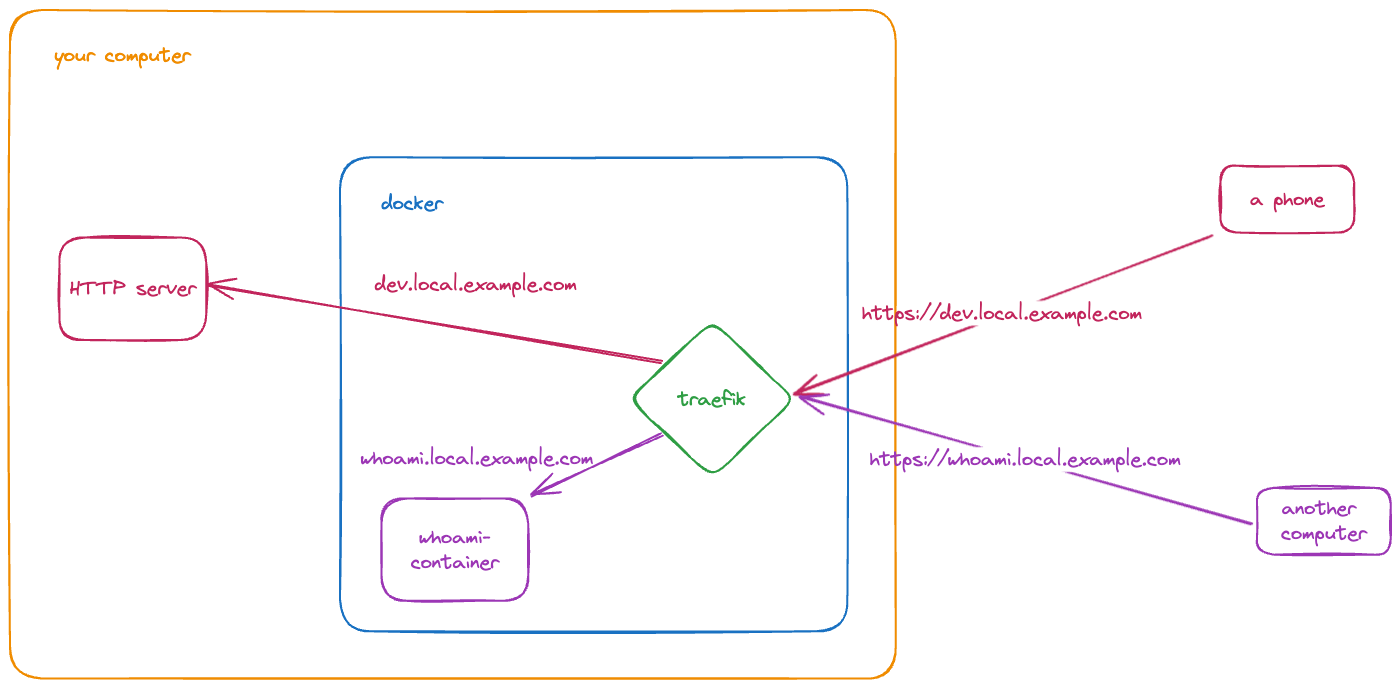 your computer
docker
a phone
HTTP server
dev.local.example.com
https://dev.local.example.com
traefik
whoami.local.example.com
https://whoami.local.example.com
another
computer
whoami-
container